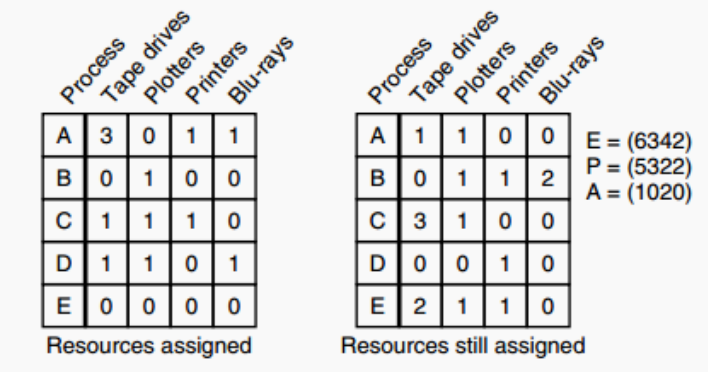 Process Tape drives Plotters Printers Blu-rays
A 3 0 1 1
B 0 1 0 0
C 1 1 1 0
D 1 1 0 1
E 0 0 0 0
Resources assigned
Process Tape drives Plotters Printers Blu-rays
A 1 1 0 0
B 0 1 1 2
C 3 1 0 0
D 0 0 1 0
E 2 1 1 0
Resources still assigned
E = (6342)
P = (5322)
A = (1020)